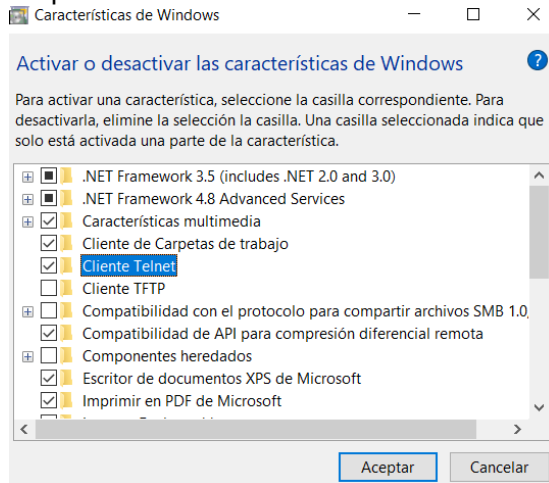 Características de Windows
Activar o desactivar las características de Windows
?
Para activar una característica, seleccione la casilla correspondiente. Para
desactivarla, elimine la selección la casilla. Una casilla seleccionada indica que
solo está activada una parte de la característica.
.NET Framework 3.5 (includes .NET 2.0 and 3.0)
.NET Framework 4.8 Advanced Services
Características multimedia
Cliente de Carpetas de trabajo
Cliente Telnet
Cliente TFTP
Compatibilidad con el protocolo para compartir archivos SMB 1.0
Compatibilidad de API para compresión diferencial remota
Componentes heredados
Escritor de documentos XPS de Microsoft
Imprimir en PDF de Microsoft
Aceptar Cancelar